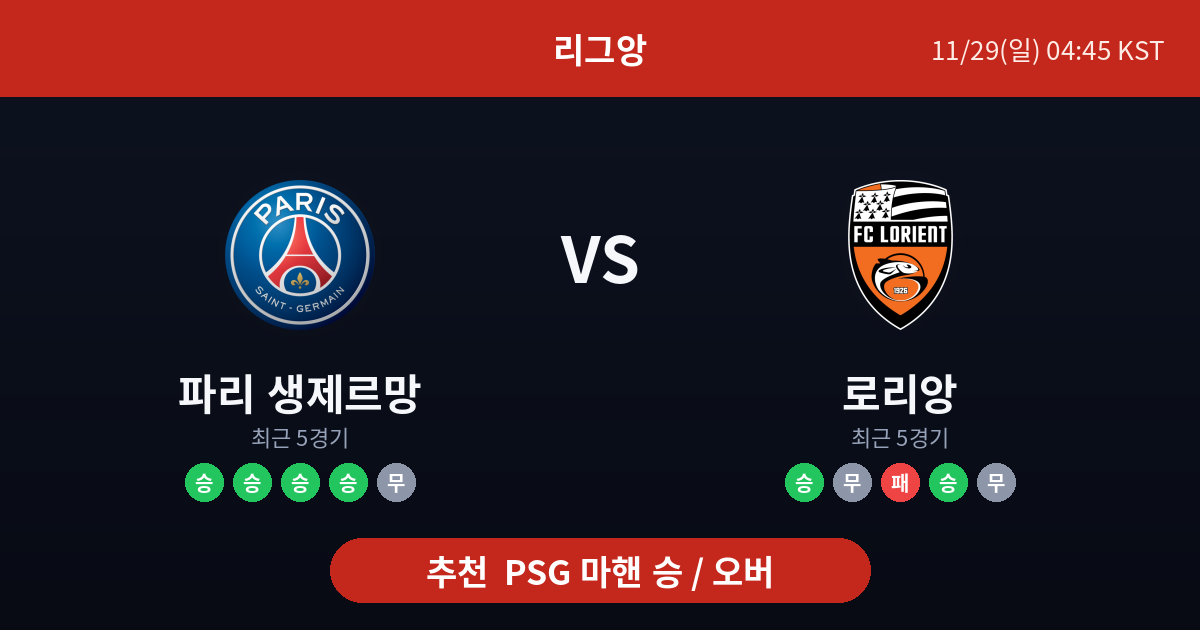 리그앙
11/29(일) 04:45 KST
PARIS
SAINT - GERMAIN
VS
FC LORIENT
1926
파리 생제르망
로리앙
최근 5경기
최근 5경기
승 승 승 승 무
승 무 패 승 무
추천 PSG 마핸 승 / 오버